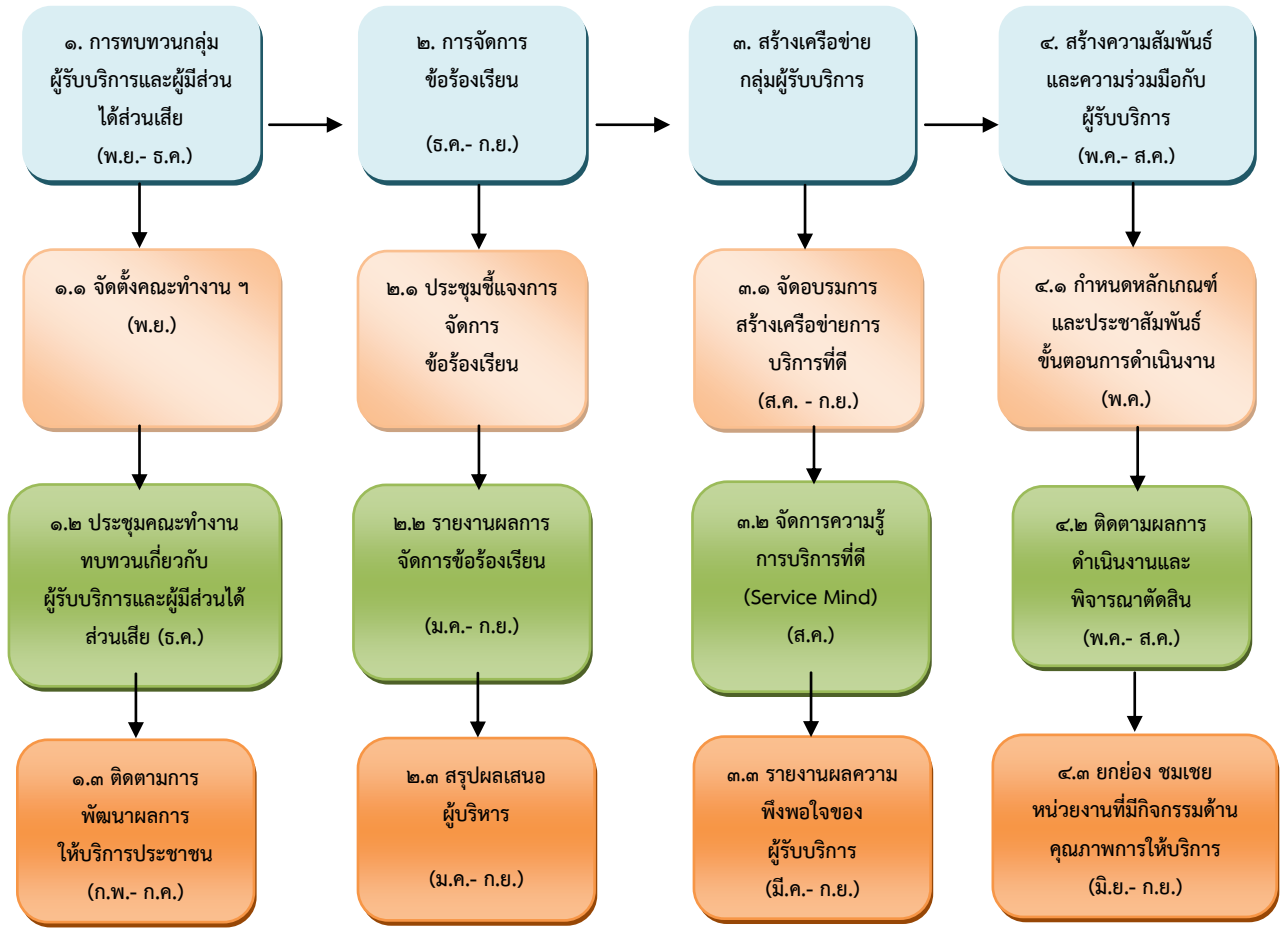 ๑. การทบทวนกลุ่ม
ผู้รับบริการและผู้มีส่วน
ได้ส่วนเสีย
(พ.ย.- ธ.ค.)
๒. การจัดการ
ข้อร้องเรียน
(ธ.ค.- ก.ย.)
๓. สร้างเครือข่าย
กลุ่มผู้รับบริการ
๔. สร้างความสัมพันธ์
และความร่วมมือกับ
ผู้รับบริการ
(พ.ค.- ส.ค.)
๑.๑ จัดตั้งคณะทำงาน ฯ
(พ.ย.)
๒.๑ ประชุมชี้แจงการ
จัดการ
ข้อร้องเรียน
๓.๑ จัดอบรมการ
สร้างเครือข่ายการ
บริการที่ดี
(ส.ค. - ก.ย.)
๔.๑ กำหนดหลักเกณฑ์
และประชาสัมพันธ์
ขั้นตอนการดำเนินงาน
(พ.ค.)
๑.๒ ประชุมคณะทำงาน
ทบทวนเกี่ยวกับ
ผู้รับบริการและผู้มีส่วนได้
ส่วนเสีย (ธ.ค.)
๒.๒ รายงานผลการ
จัดการข้อร้องเรียน
(ม.ค.- ก.ย.)
๓.๒ จัดการความรู้
การบริการที่ดี
(Service Mind)
(ส.ค.)
๔.๒ ติดตามผลการ
ดำเนินงานและ
พิจารณาตัดสิน
(พ.ค.- ส.ค.)
๑.๓ ติดตามการ
พัฒนาผลการ
ให้บริการประชาชน
(ก.พ.- ก.ค.)
๒.๓ สรุปผลเสนอ
ผู้บริหาร
(ม.ค.- ก.ย.)
๓.๓ รายงานผลความ
พึงพอใจของ
ผู้รับบริการ
(มี.ค.- ก.ย.)
๔.๓ ยกย่อง ชมเชย
หน่วยงานที่มีกิจกรรมด้าน
คุณภาพการให้บริการ
(มิ.ย.- ก.ย.)